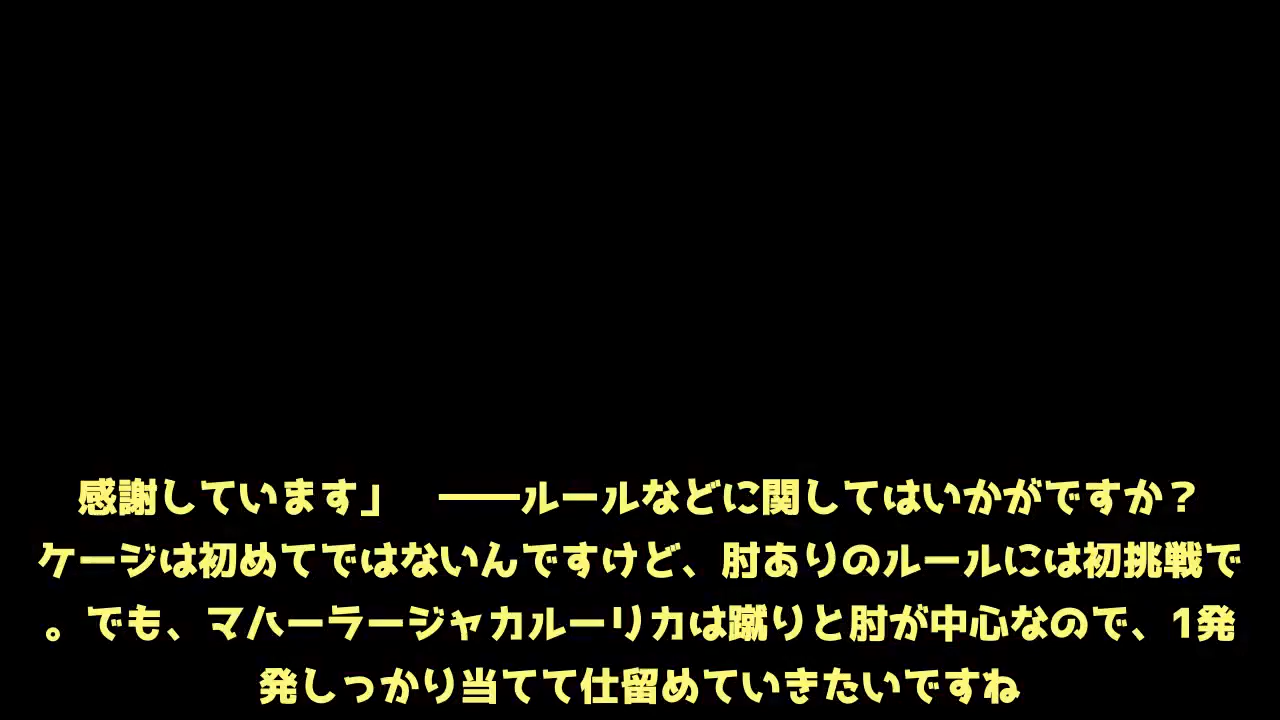 感謝しています」　――ルールなどに関してはいかがですか？
ケージは初めてではないんですけど、肘ありのルールには初挑戦で
。でも、マハーラージャカルーリカは蹴りと肘が中心なので、1発
発しっかり当てて仕留めていきたいですね